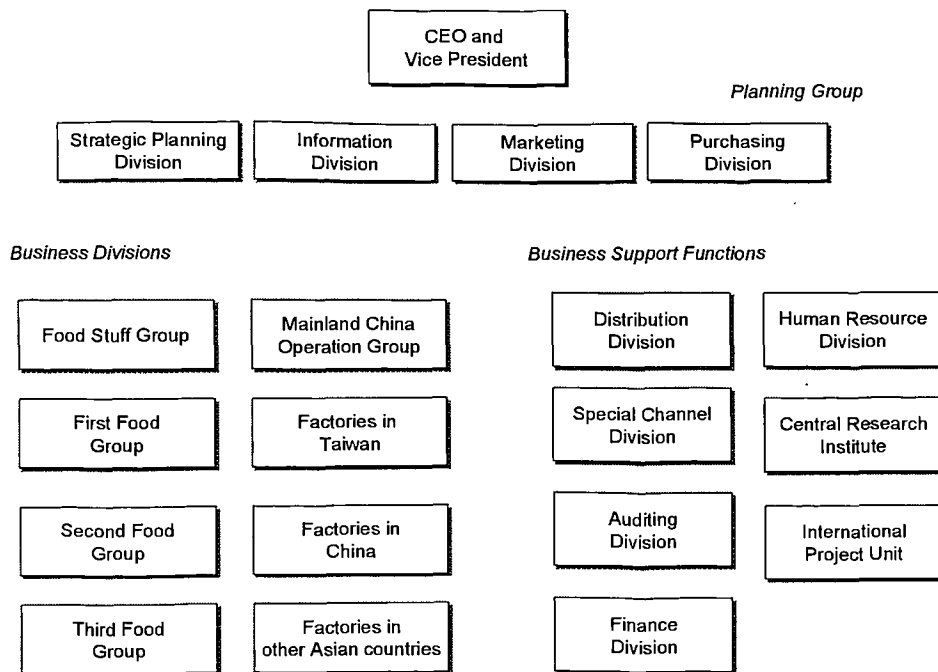 CEO and
Vice President
Planning Group
Strategic Planning
Division
Information
Division
Marketing
Division
Purchasing
Division
Business Divisions
Business Support Functions
Food Stuff Group
Mainland China
Operation Group
First Food
Group
Factories in
Taiwan
Second Food
Group
Factories in
China
Third Food
Group
Factories in
other Asian countries
Distribution
Division
Human Resource
Division
Special Channel
Division
Central Research
Institute
Auditing
Division
International
Project Unit
Finance
Division